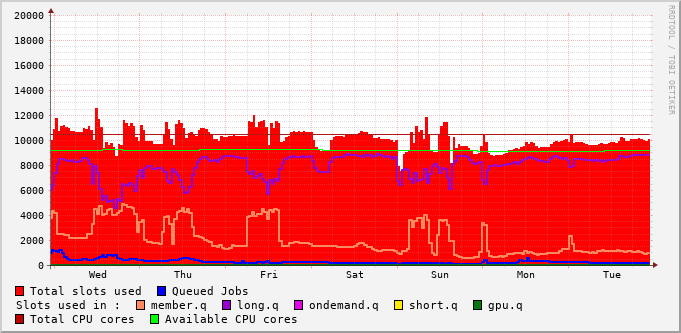 20000
18000
16000
14000
12000
10000
8000
6000
4000
2000
0
Wed Thu Fri Sat Sun Mon Tue
Total slots used Queued Jobs
Slots used in : member.q long.q ondemand.q short.q gpu.q
Total CPU cores Available CPU cores
RRDTOOL / TOBI OETIKER